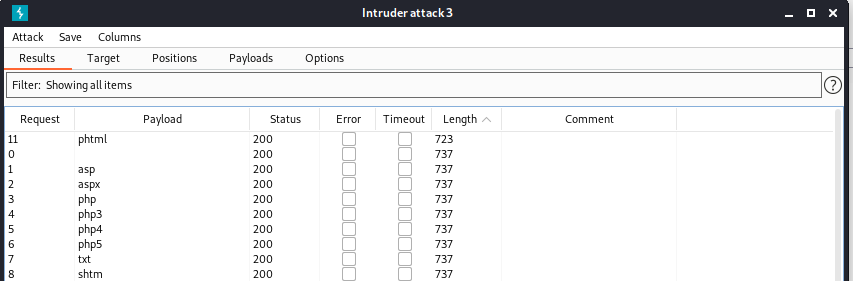 Intruder attack 3
Attack Save Columns
Results Target Positions Payloads Options
Filter: Showing all items ?
Request Payload Status Error Timeout Length Comment
11 phtml 200 723
0 200 737
1 asp 200 737
2 aspx 200 737
3 php 200 737
4 php3 200 737
5 php4 200 737
6 php5 200 737
7 txt 200 737
8 shtm 200 737